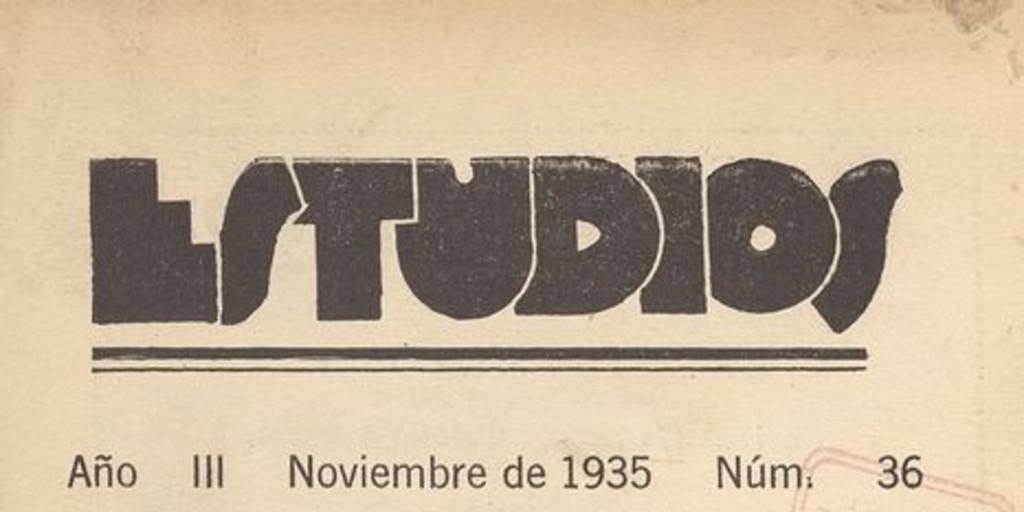 ESTUDIOS
Año III Noviembre de 1935 Núm. 36